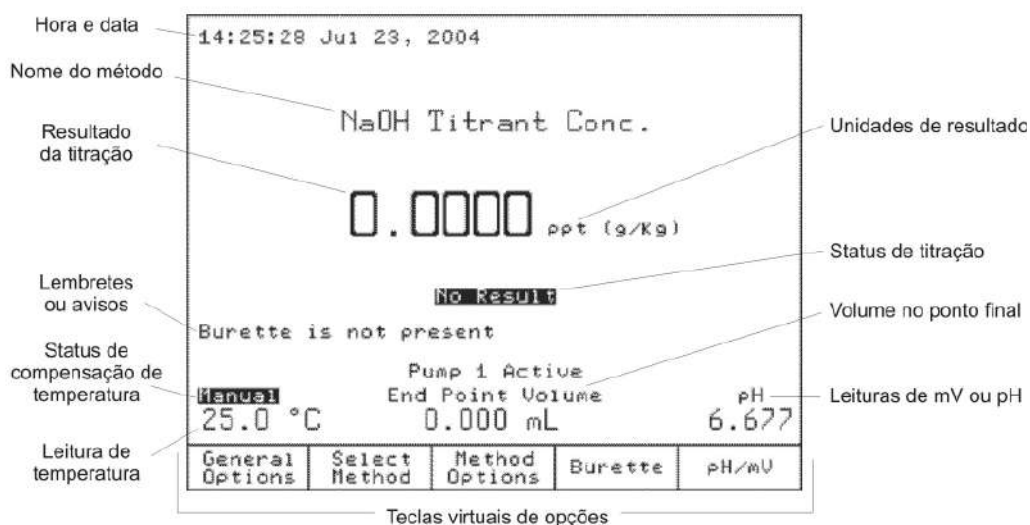 Hora e data
14:25:28 Jul 23, 2004
Nome do método
NaOH Titrant Conc.
Resultado
da titração
Unidades de resultado
0.0000 ppt (g/Kg)
Status de titração
No Result
Lembretes
ou avisos
Burette is not present
Volume no ponto final
Status de
compensação de
temperatura
Pump 1 Active
Manual End Point Volume pH
Leituras de mV ou pH
25.0 °C 0.000 mL 6.677
Leitura de
temperatura
General
Options
Select
Method
Method
Options
Burette
pH/mV
Teclas virtuais de opções